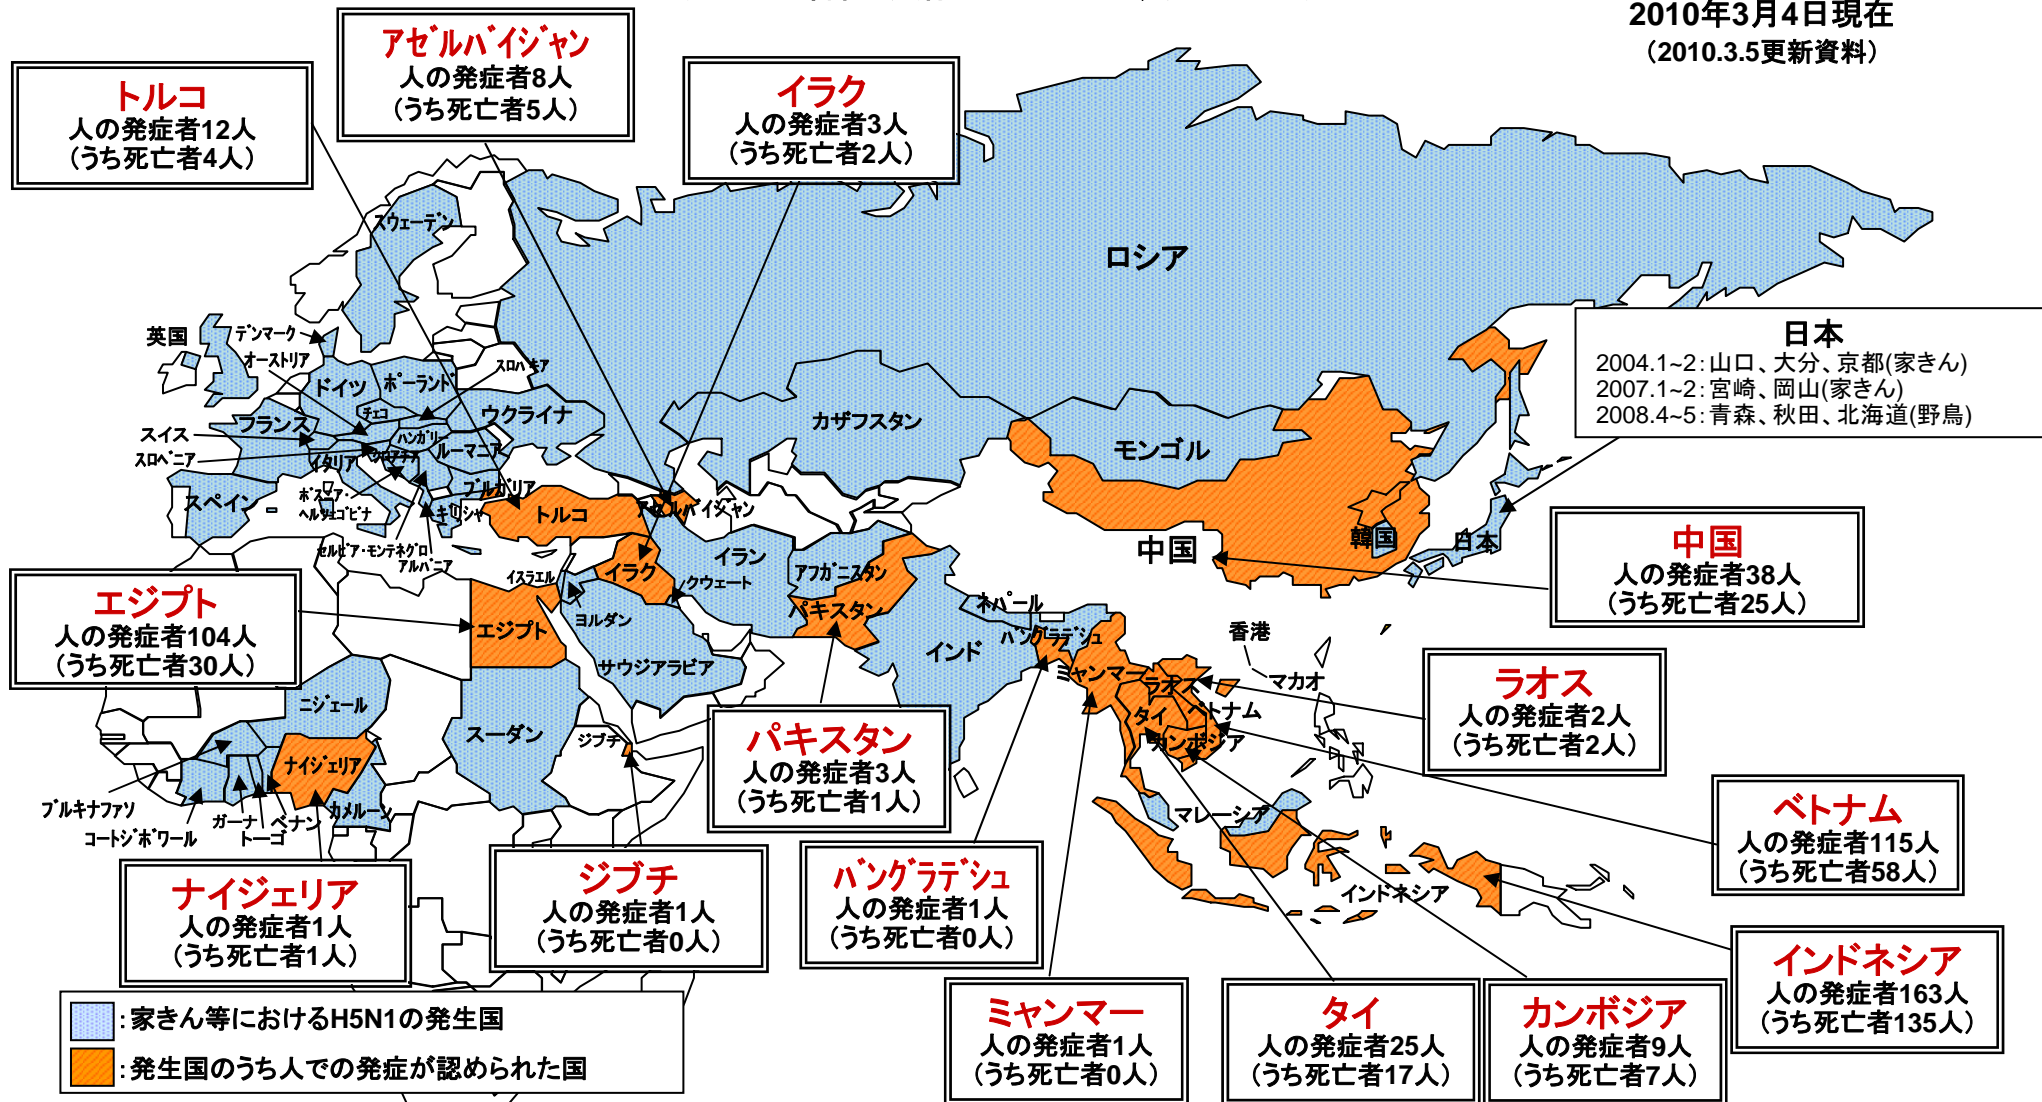 2010年3月4日現在
(2010.3.5更新資料)
アゼルバイジャン
人の発症者8人
(うち死亡者5人)
トルコ
人の発症者12人
(うち死亡者4人)
イラク
人の発症者3人
(うち死亡者2人)
スウェーデン
ロシア
英国
デンマーク
オーストリア
スロバキア
ドイツ
ポーランド
チェコ
ウクライナ
フランス
スイス
ハンガリー
スロベニア
イタリア
ルーマニア
クロアチア
スペイン
ボスニア・
ヘルツェゴビナ
ブルガリア
ギリシャ
セルビア・モンテネグロ
アルバニア
トルコ
アゼルバイジャン
カザフスタン
モンゴル
日本
2004.1~2:山口、大分、京都(家きん)
2007.1~2:宮崎、岡山(家きん)
2008.4~5:青森、秋田、北海道(野鳥)
中国
韓国
日本
中国
人の発症者38人
(うち死亡者25人)
イスラエル
イラク
クウェート
イラン
アフガニスタン
パキスタン
ヨルダン
サウジアラビア
エジプト
エジプト
人の発症者104人
(うち死亡者30人)
ネパール
バングラデシュ
インド
ミャンマー
ラオス
タイ
ベトナム
カンボジア
香港
マカオ
ラオス
人の発症者2人
(うち死亡者2人)
ニジェール
スーダン
ジブチ
ナイジェリア
カメルーン
ブルキナファソ
コートジボワール
ガーナ
トーゴ
ベナン
パキスタン
人の発症者3人
(うち死亡者1人)
マレーシア
インドネシア
ベトナム
人の発症者115人
(うち死亡者58人)
ナイジェリア
人の発症者1人
(うち死亡者1人)
ジブチ
人の発症者1人
(うち死亡者0人)
バングラデシュ
人の発症者1人
(うち死亡者0人)
インドネシア
人の発症者163人
(うち死亡者135人)
ミャンマー
人の発症者1人
(うち死亡者0人)
タイ
人の発症者25人
(うち死亡者17人)
カンボジア
人の発症者9人
(うち死亡者7人)
:家きん等におけるH5N1の発生国
:発生国のうち人での発症が認められた国